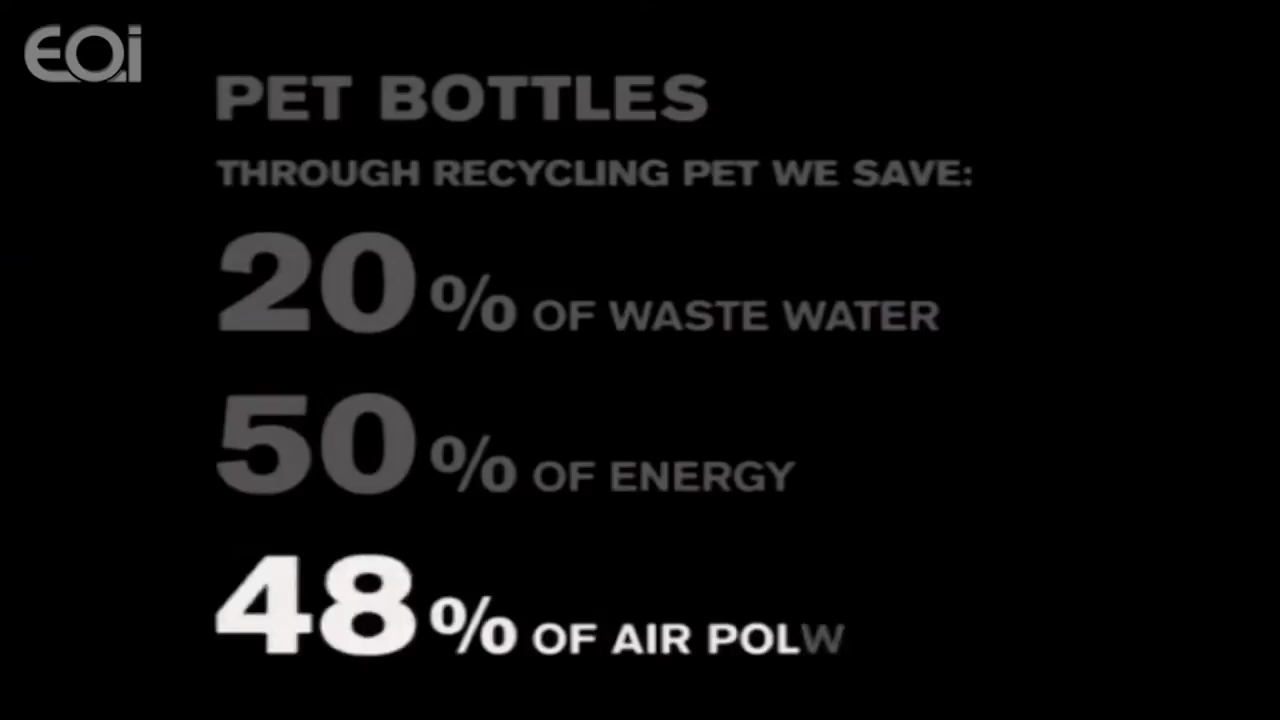 EOi
PET BOTTLES
THROUGH RECYCLING PET WE SAVE:
20% OF WASTE WATER
50% OF ENERGY
48% OF AIR POLW